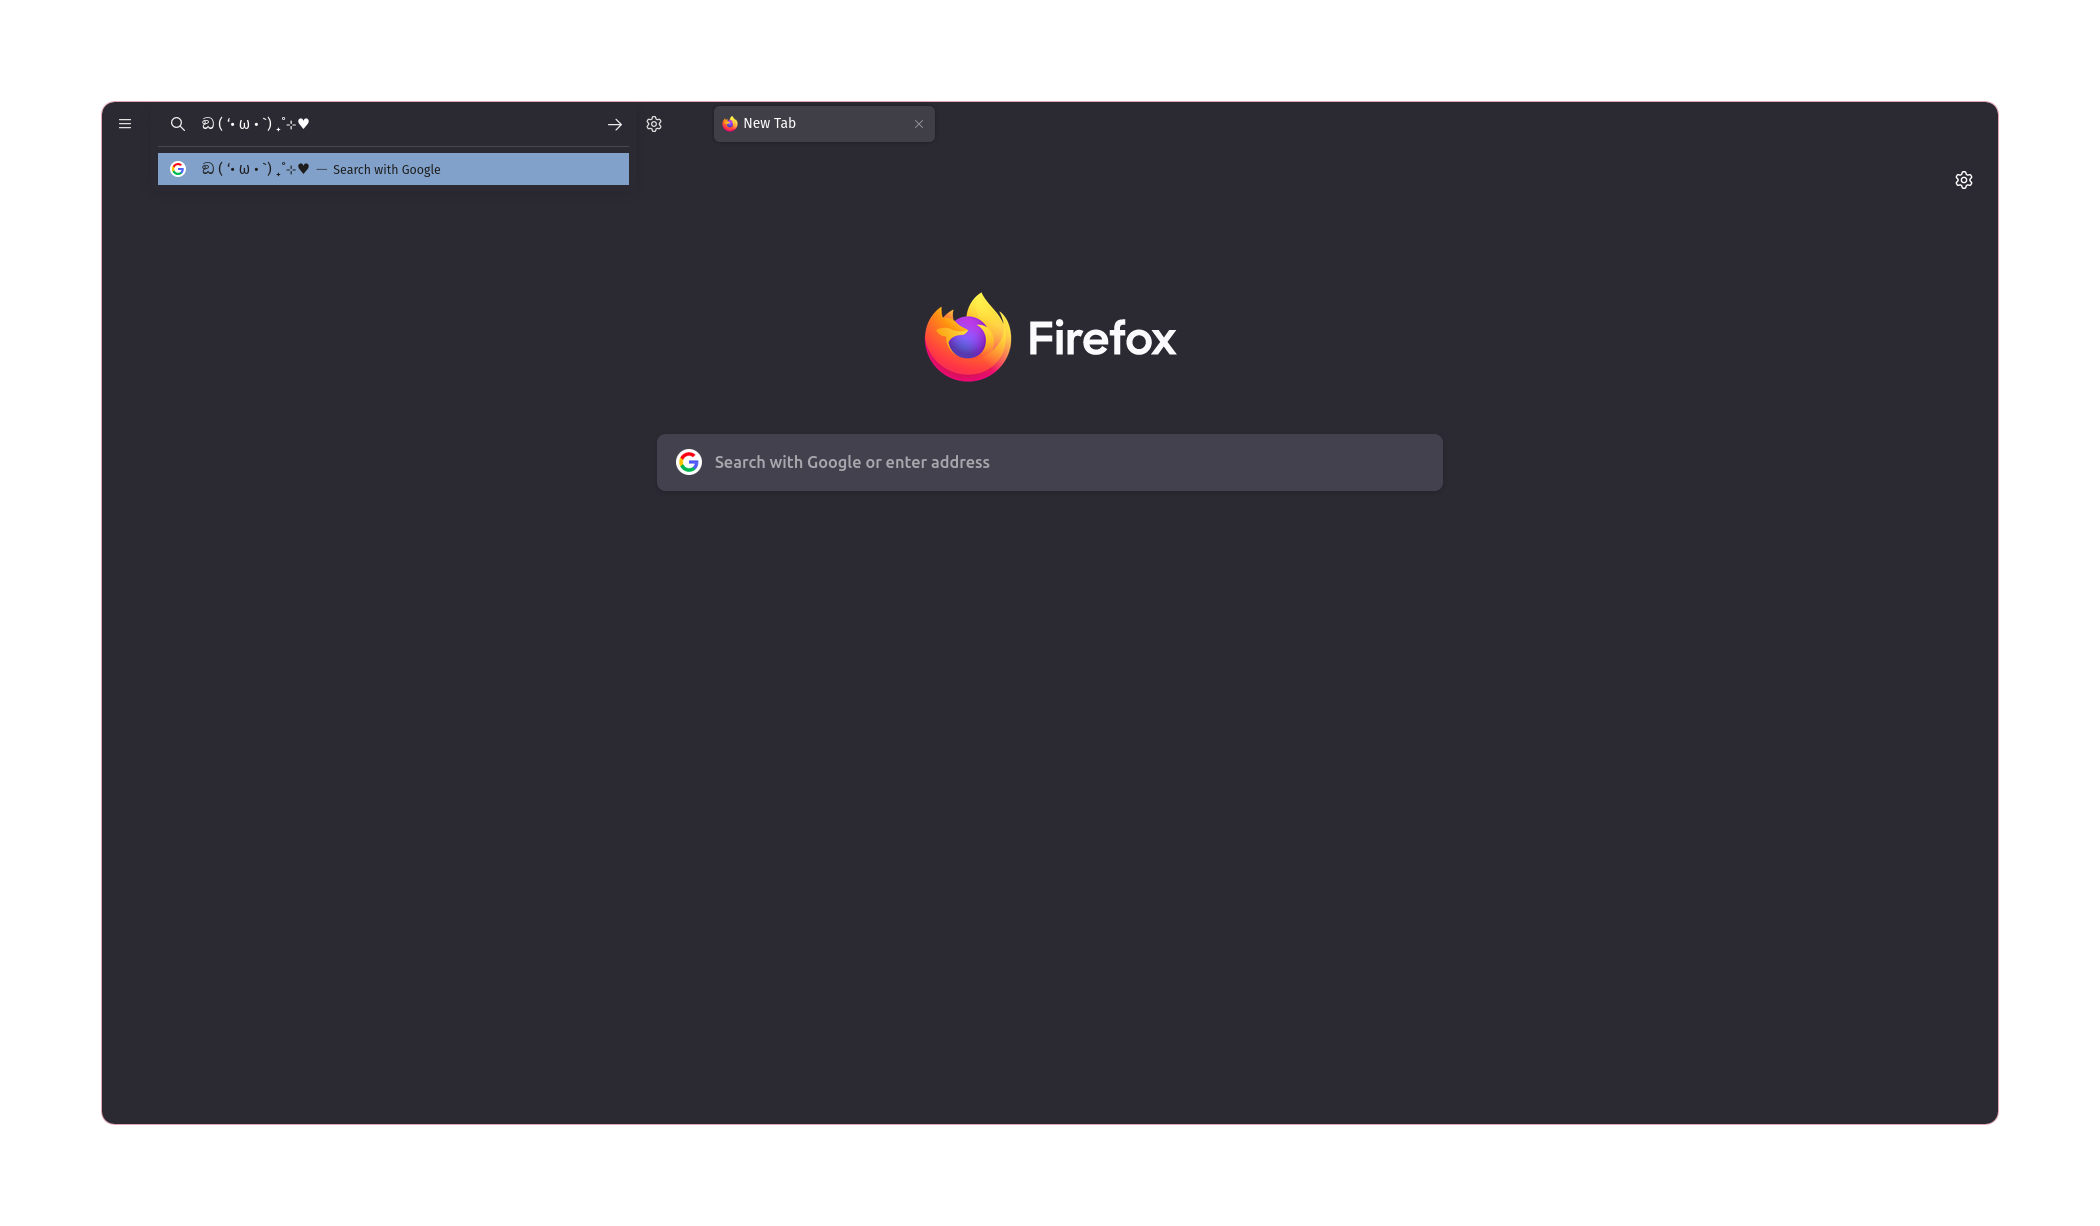 ඞ ( ‘• ω • `) ˖˚⊹♥
New Tab
ඞ ( ‘• ω • `) ˖˚⊹♥ — Search with Google
Firefox
Search with Google or enter address